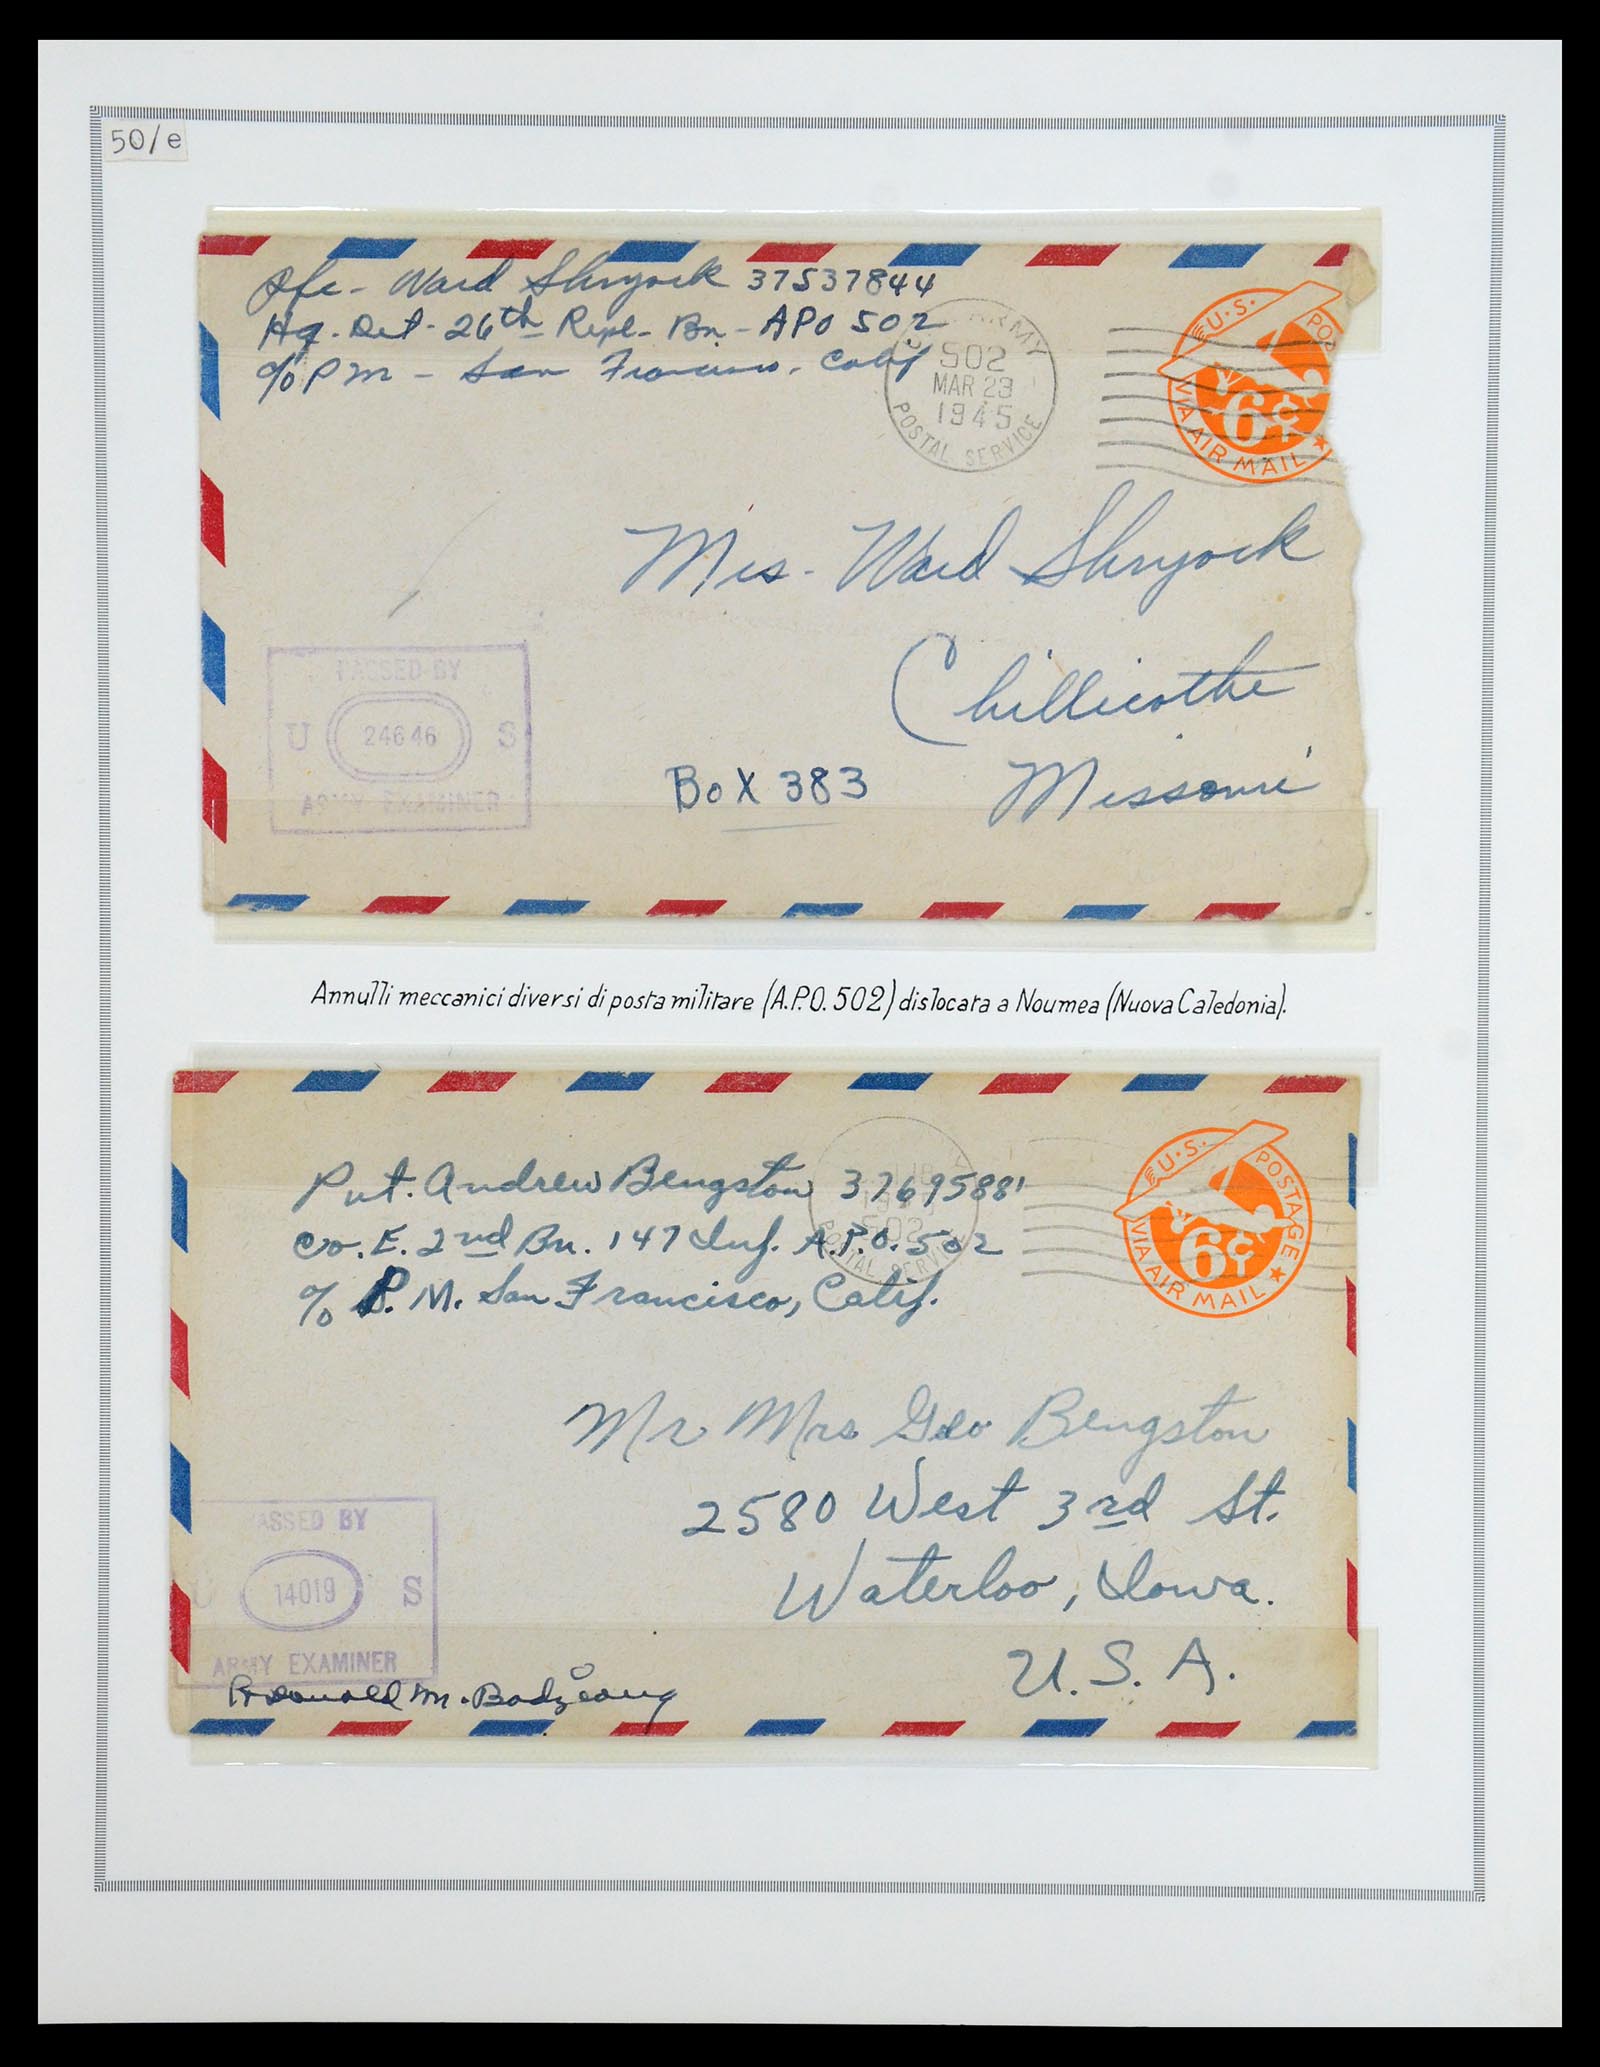 50/e
Pfc - Ward Shryock 37537844
Hq. Det - 26th Repl - Bn - APO 502
c/o PM - San Francisco, Calif
ARMY
502
MAR 23
1945
POSTAL SERVICE
U.S. POS
6¢
VIA AIR MAIL
Mrs - Ward Shryock
Chillicothe
Box 383 Missouri
PASSED BY
U 24646 S
ARMY EXAMINER
Annulli meccanici diversi di posta militare (A.P.O. 502) dislocata a Noumea (Nuova Caledonia).
Pvt. Andrew Bengston 37695881
Co. E. 2nd Bn. 147 Inf. A.P.O. 502
c/o P.M. San Francisco, Calif.
502
POSTAL SERVICE
U.S. POSTAGE
6¢
VIA AIR MAIL
Mr Mrs Geo Bengston
2580 West 3rd St.
Waterloo, Iowa.
U.S.A.
PASSED BY
U 14019 S
ARMY EXAMINER
Donald M.